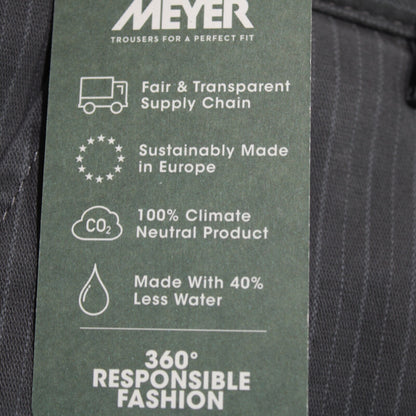 MEYER
TROUSERS FOR A PERFECT FIT
Fair & Transparent
Supply Chain
Sustainably Made
in Europe
CO2
100% Climate
Neutral Product
Made With 40%
Less Water
360°
RESPONSIBLE
FASHION